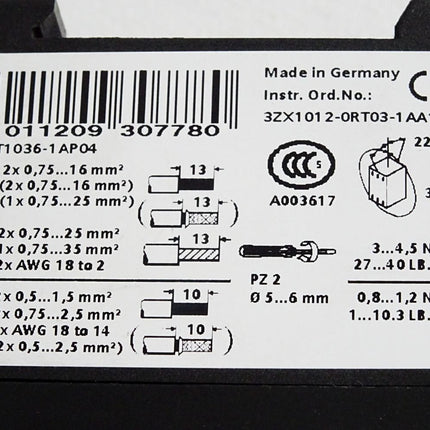 Made in Germany
Instr. Ord.No.:
3ZX1012-0RT03-1AA1
011209 307780
T1036-1AP04
2x 0,75...16 mm²
(2x 0,75...16 mm²)
(1x 0,75...25 mm²)
13
13
2x 0,75...25 mm²
1x 0,75...35 mm²
2x AWG 18 to 2
13
CCC S
A003617
22
3
PZ 2
Ø 5...6 mm
3...4,5 N
27...40 LB.
x 0,5...1,5 mm²
x 0,75...2,5 mm²
x AWG 18 to 14
2x 0,5...2,5 mm²)
10
10
0,8...1,2 N
...10.3 LB.